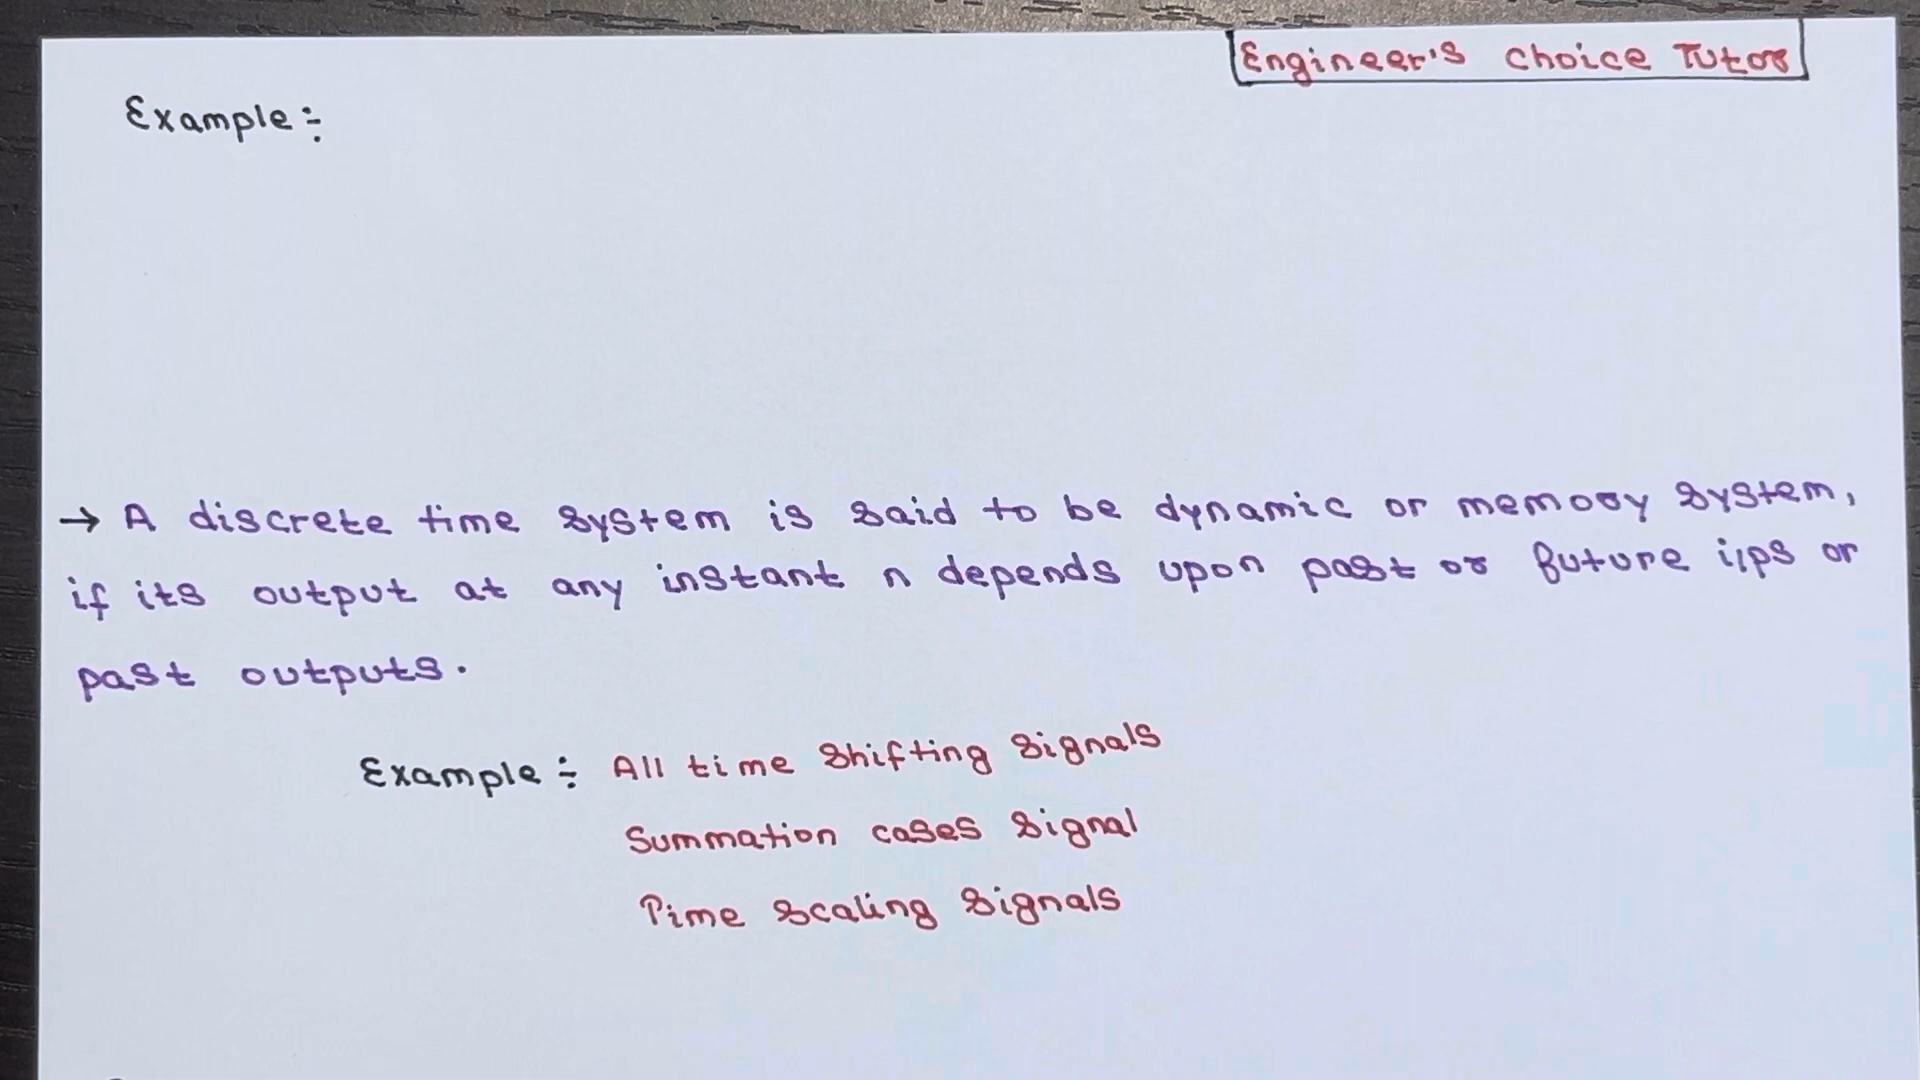 Engineer's choice Tutor
Example :-
→ A discrete time system is said to be dynamic or memory system,
if its output at any instant n depends upon past or future i/ps or
past outputs.
Example :- All time shifting signals
Summation cases signal
Time scaling signals